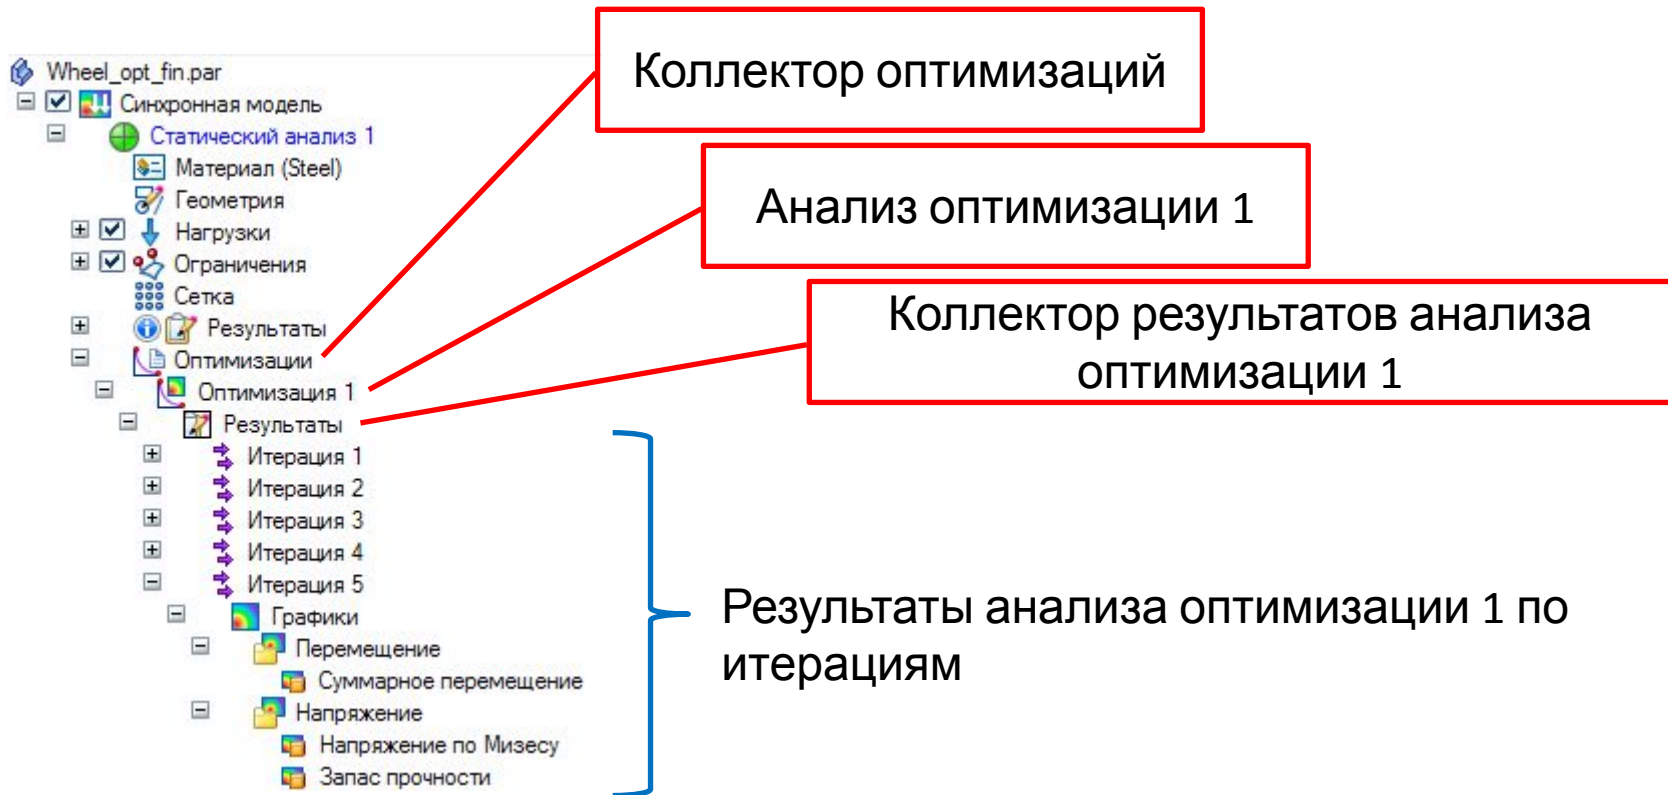 Wheel_opt_fin.par
Синхронная модель
Статический анализ 1
Материал (Steel)
Геометрия
Нагрузки
Ограничения
Сетка
Результаты
Оптимизации
Оптимизация 1
Результаты
Итерация 1
Итерация 2
Итерация 3
Итерация 4
Итерация 5
Графики
Перемещение
Суммарное перемещение
Напряжение
Напряжение по Мизесу
Запас прочности
Коллектор оптимизаций
Анализ оптимизации 1
Коллектор результатов анализа
оптимизации 1
Результаты анализа оптимизации 1 по
итерациям